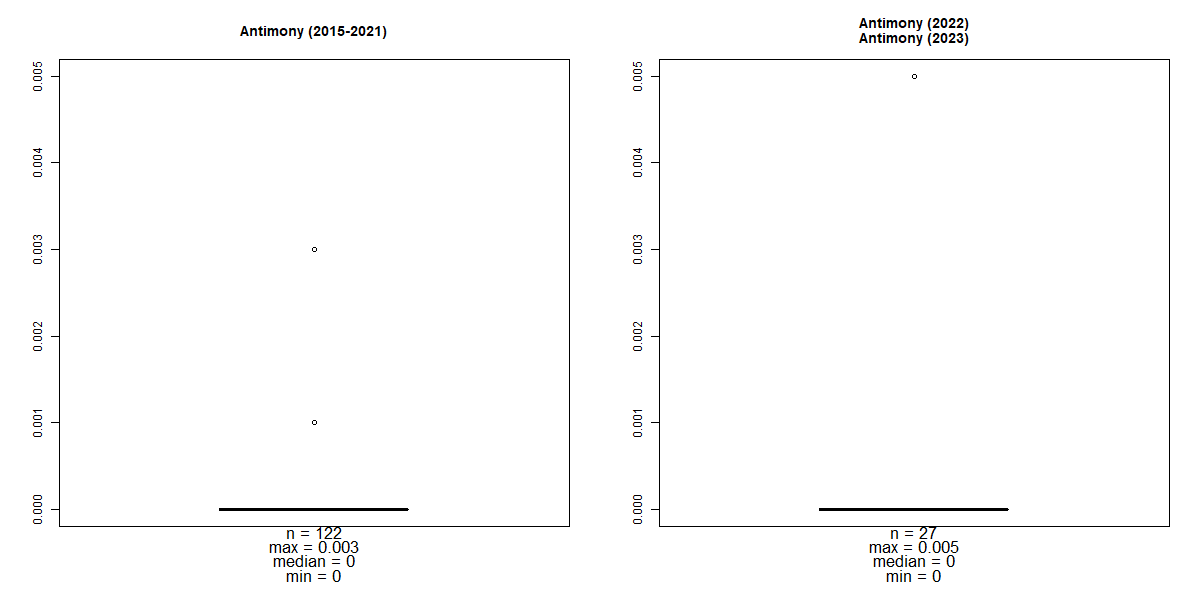 Antimony (2015-2021)
0.005
0.004
0.003
0.002
0.001
0.000
n = 122
max = 0.003
median = 0
min = 0
Antimony (2022)
Antimony (2023)
0.005
0.004
0.003
0.002
0.001
0.000
n = 27
max = 0.005
median = 0
min = 0